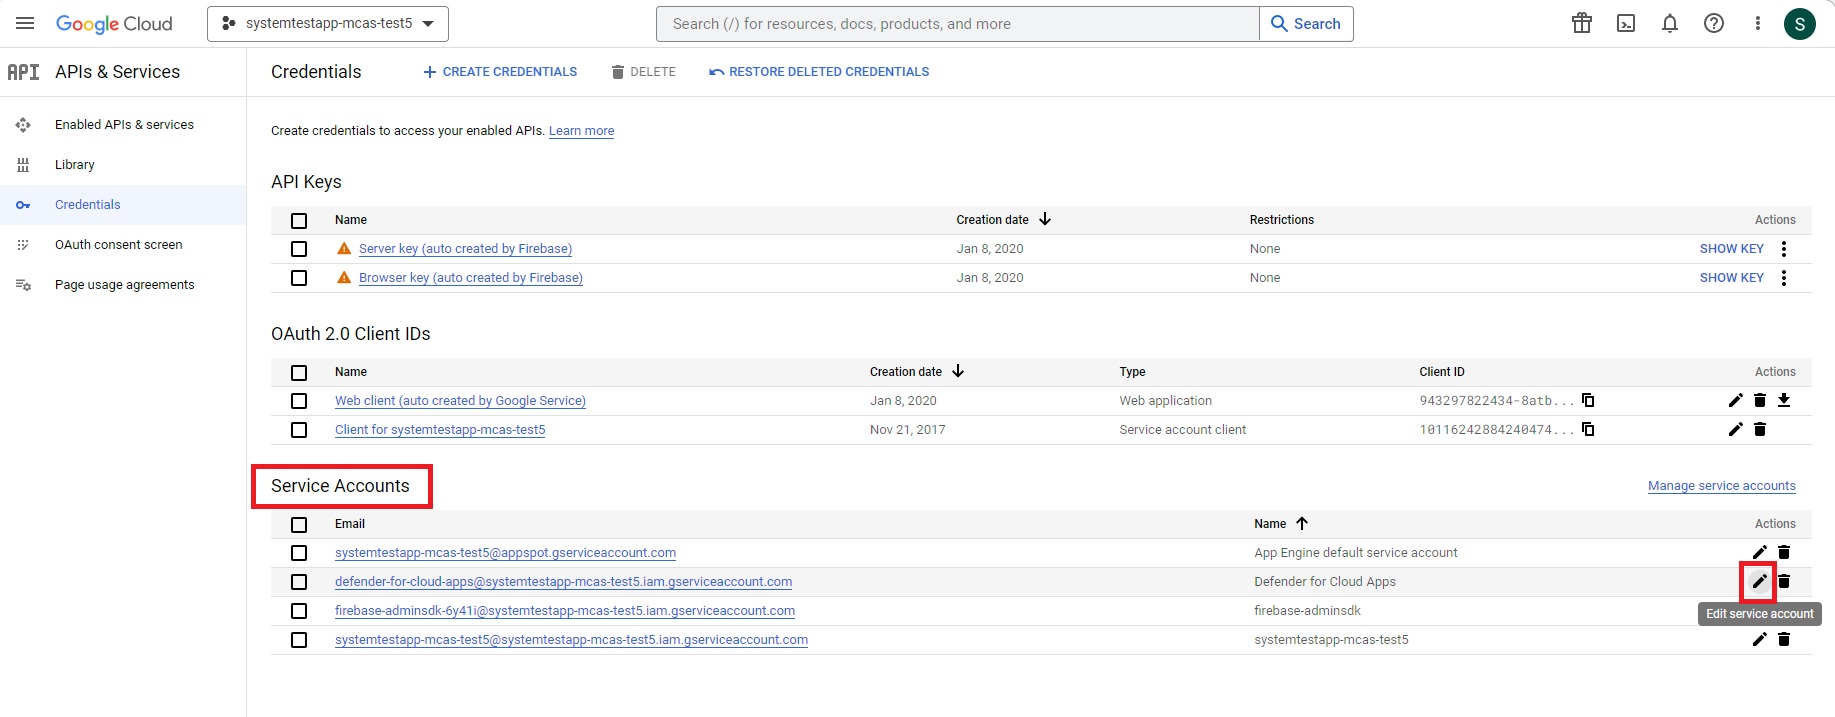 Google Cloud systemtestapp-mcas-test5 Search (/) for resources, docs, products, and more Search S
API APIs & Services
Enabled APIs & services
Library
Credentials
OAuth consent screen
Page usage agreements
Credentials CREATE CREDENTIALS DELETE RESTORE DELETED CREDENTIALS
Create credentials to access your enabled APIs. Learn more
API Keys
Name Creation date Restrictions Actions
Server key (auto created by Firebase) Jan 8, 2020 None SHOW KEY
Browser key (auto created by Firebase) Jan 8, 2020 None SHOW KEY
OAuth 2.0 Client IDs
Name Creation date Type Client ID Actions
Web client (auto created by Google Service) Jan 8, 2020 Web application 943297822434-8atb...
Client for systemtestapp-mcas-test5 Nov 21, 2017 Service account client 10116242884240474...
Service Accounts Manage service accounts
Email Name Actions
systemtestapp-mcas-test5@appspot.gserviceaccount.com App Engine default service account
defender-for-cloud-apps@systemtestapp-mcas-test5.iam.gserviceaccount.com Defender for Cloud Apps
firebase-adminsdk-6y41i@systemtestapp-mcas-test5.iam.gserviceaccount.com firebase-adminsdk
Edit service account
systemtestapp-mcas-test5@systemtestapp-mcas-test5.iam.gserviceaccount.com systemtestapp-mcas-test5